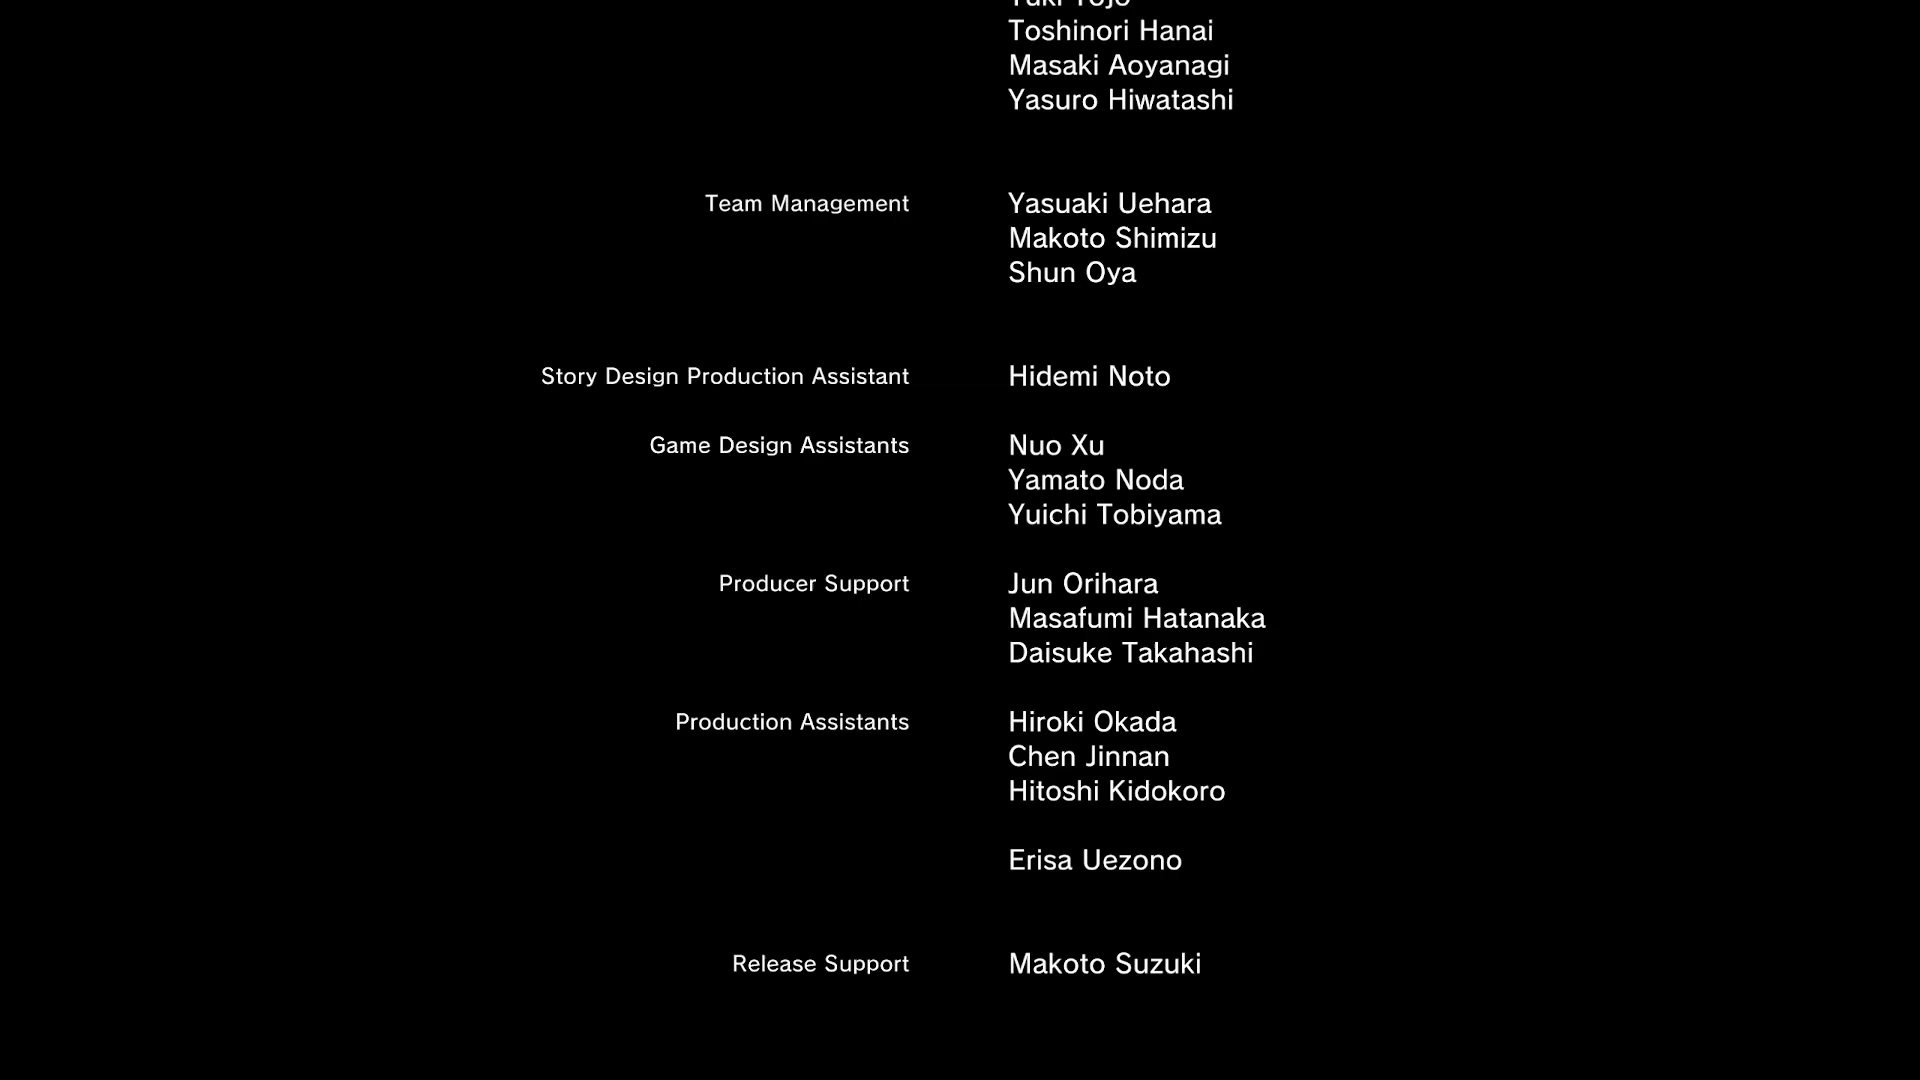 Toshinori Hanai
Masaki Aoyanagi
Yasuro Hiwatashi
Team Management Yasuaki Uehara
Makoto Shimizu
Shun Oya
Story Design Production Assistant Hidemi Noto
Game Design Assistants Nuo Xu
Yamato Noda
Yuichi Tobiyama
Producer Support Jun Orihara
Masafumi Hatanaka
Daisuke Takahashi
Production Assistants Hiroki Okada
Chen Jinnan
Hitoshi Kidokoro
Erisa Uezono
Release Support Makoto Suzuki